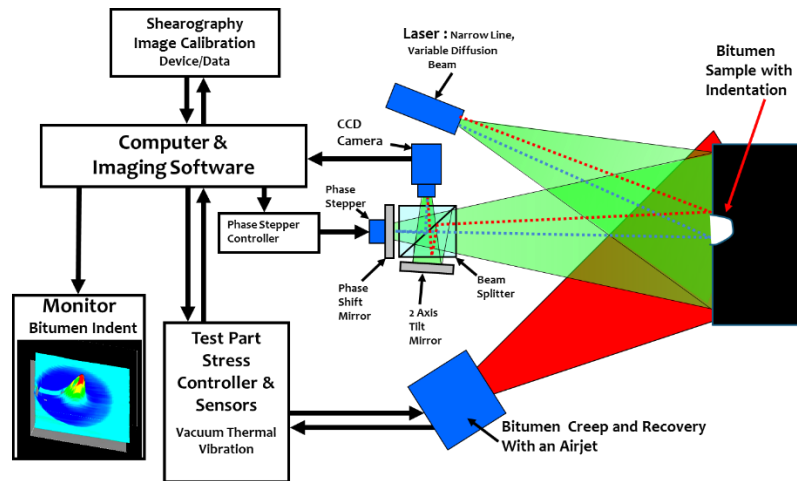 Shearography
Image Calibration
Device/Data
Laser : Narrow Line,
Variable Diffusion
Beam
Bitumen
Sample with
Indentation
CCD
Camera
Computer &
Imaging Software
Phase
Stepper
Phase Stepper
Controller
Phase
Shift
Mirror
2 Axis
Tilt
Mirror
Beam
Splitter
Monitor
Bitumen Indent
Test Part
Stress
Controller &
Sensors
Vacuum Thermal
Vibration
Bitumen Creep and Recovery
With an Airjet